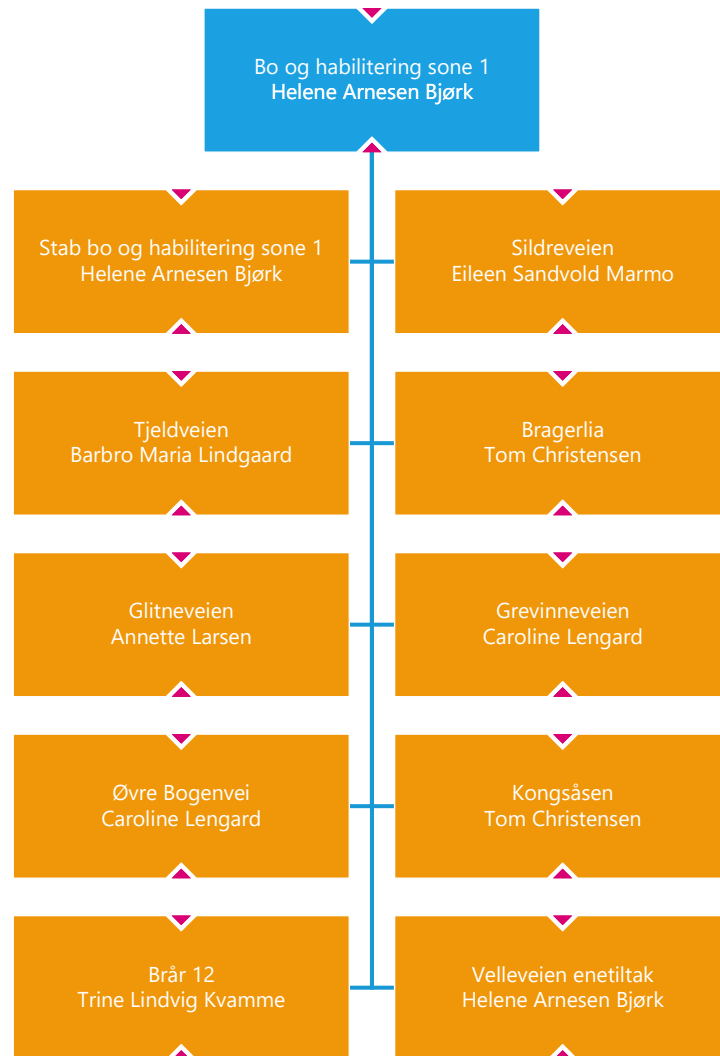 Bo og habilitering sone 1
Helene Arnesen Bjørk
Stab bo og habilitering sone 1
Helene Arnesen Bjørk
Sildreveien
Eileen Sandvold Marmo
Tjeldveien
Barbro Maria Lindgaard
Bragerlia
Tom Christensen
Glitneveien
Annette Larsen
Grevinneveien
Caroline Lengard
Øvre Bogenvei
Caroline Lengard
Kongsåsen
Tom Christensen
Brår 12
Trine Lindvig Kvamme
Velleveien enetiltak
Helene Arnesen Bjørk